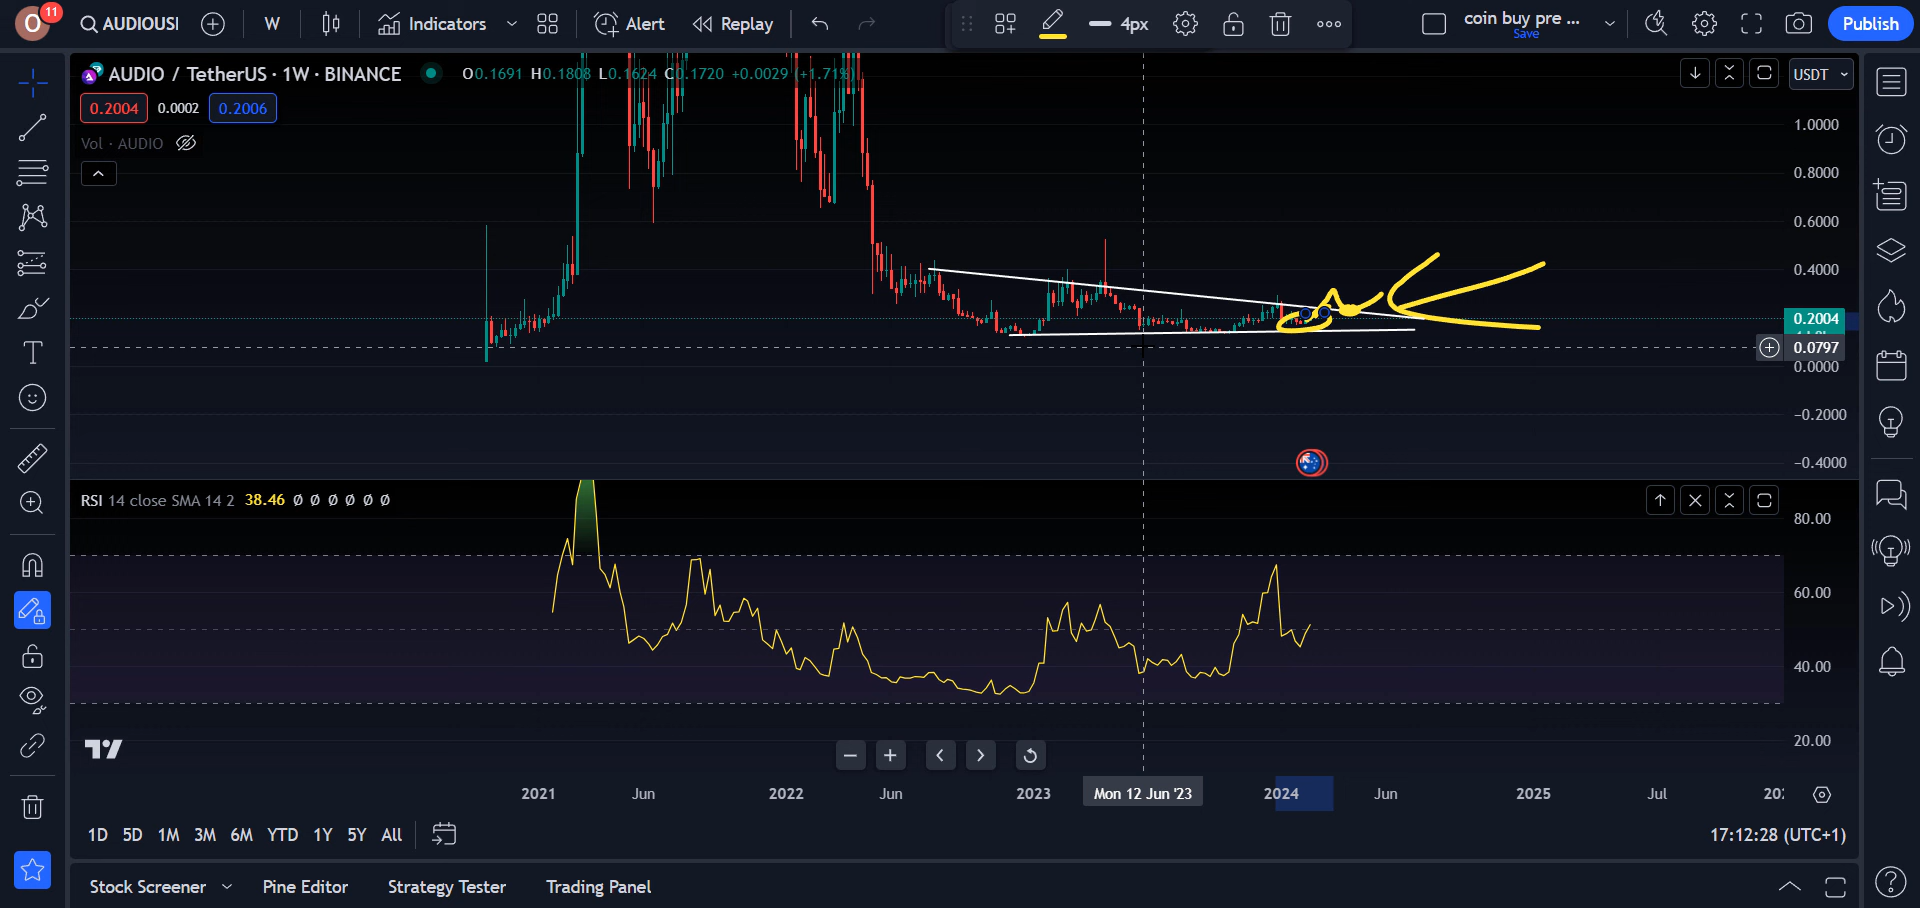 O 11 AUDIOUSI W Indicators Alert Replay 4px coin buy pre ... Save Publish
AUDIO / TetherUS · 1W · BINANCE O0.1691 H0.1808 L0.1624 C0.1720 +0.0029 (+1.71%) USDT
0.2004 0.0002 0.2006
Vol · AUDIO
1.0000
0.8000
0.6000
0.4000
0.2004
0.0797
0.0000
−0.2000
−0.4000
RSI 14 close SMA 14 2 38.46 Ø Ø Ø Ø Ø Ø
80.00
60.00
40.00
20.00
2021 Jun 2022 Jun 2023 Mon 12 Jun '23 2024 Jun 2025 Jul
1D 5D 1M 3M 6M YTD 1Y 5Y All 17:12:28 (UTC+1)
Stock Screener Pine Editor Strategy Tester Trading Panel